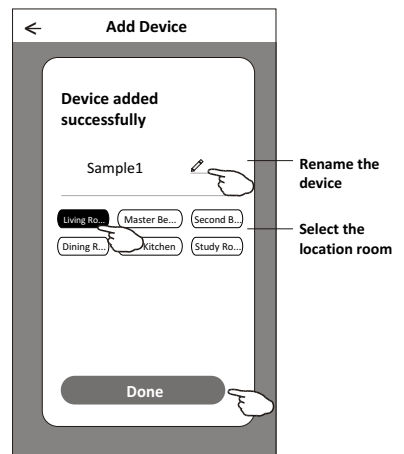 Add Device
Device added
successfully
Sample1
Rename the
device
Living Ro...
Master Be...
Second B...
Select the
location room
Dining R...
Kitchen
Study Ro...
Done